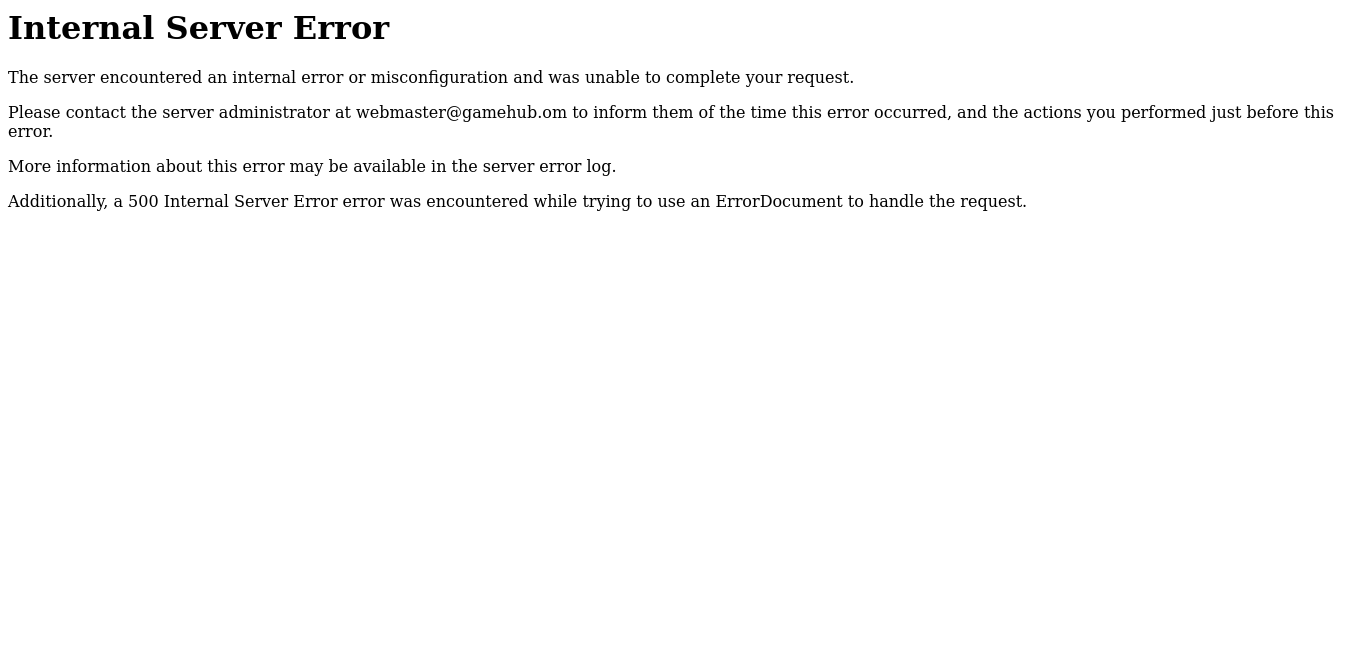 Internal Server Error
The server encountered an internal error or misconfiguration and was unable to complete your request.
Please contact the server administrator at webmaster@gamehub.om to inform them of the time this error occurred, and the actions you performed just before this
error.
More information about this error may be available in the server error log.
Additionally, a 500 Internal Server Error error was encountered while trying to use an ErrorDocument to handle the request.